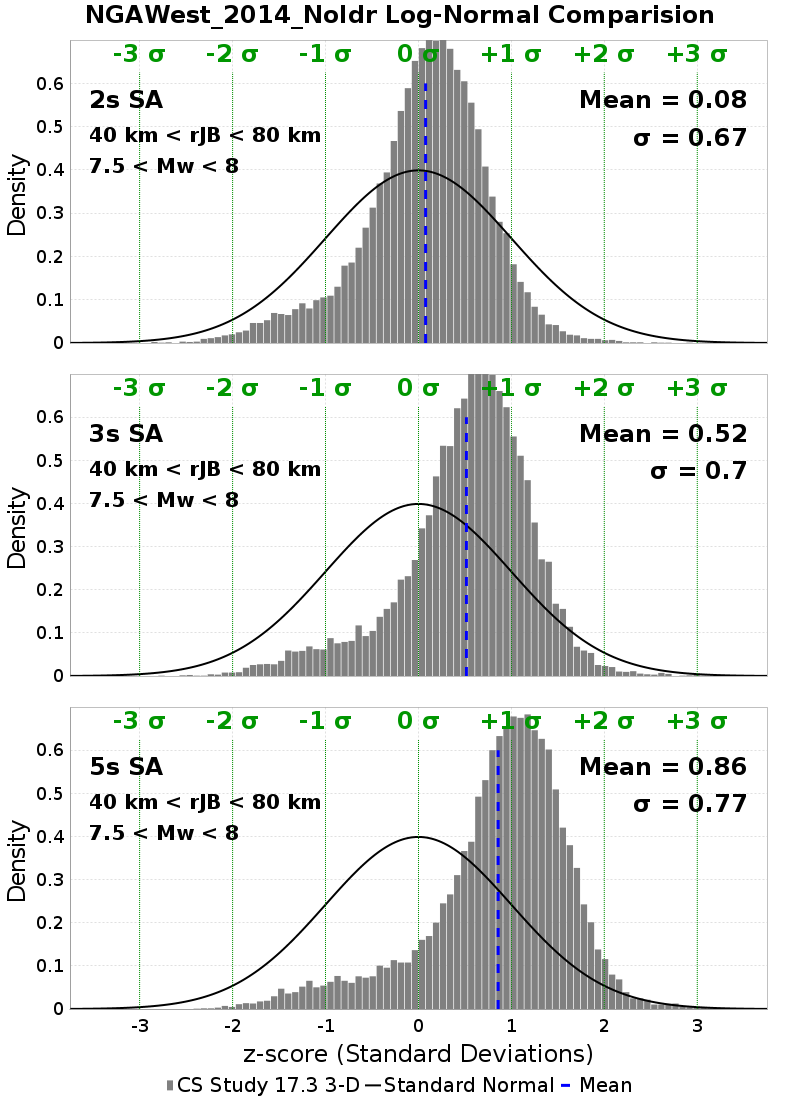 NGAWest_2014_NoIdr Log-Normal Comparision
-3 σ -2 σ -1 σ 0 σ +1 σ +2 σ +3 σ
2s SA
Mean = 0.08
40 km < rJB < 80 km
σ = 0.67
7.5 < Mw < 8
Density
0.6
0.5
0.4
0.3
0.2
0.1
0
-3 σ -2 σ -1 σ 0 σ +1 σ +2 σ +3 σ
3s SA
Mean = 0.52
40 km < rJB < 80 km
σ = 0.7
7.5 < Mw < 8
Density
0.6
0.5
0.4
0.3
0.2
0.1
0
-3 σ -2 σ -1 σ 0 σ +1 σ +2 σ +3 σ
5s SA
Mean = 0.86
40 km < rJB < 80 km
σ = 0.77
7.5 < Mw < 8
Density
0.6
0.5
0.4
0.3
0.2
0.1
0
-3 -2 -1 0 1 2 3
z-score (Standard Deviations)
CS Study 17.3 3-D Standard Normal Mean